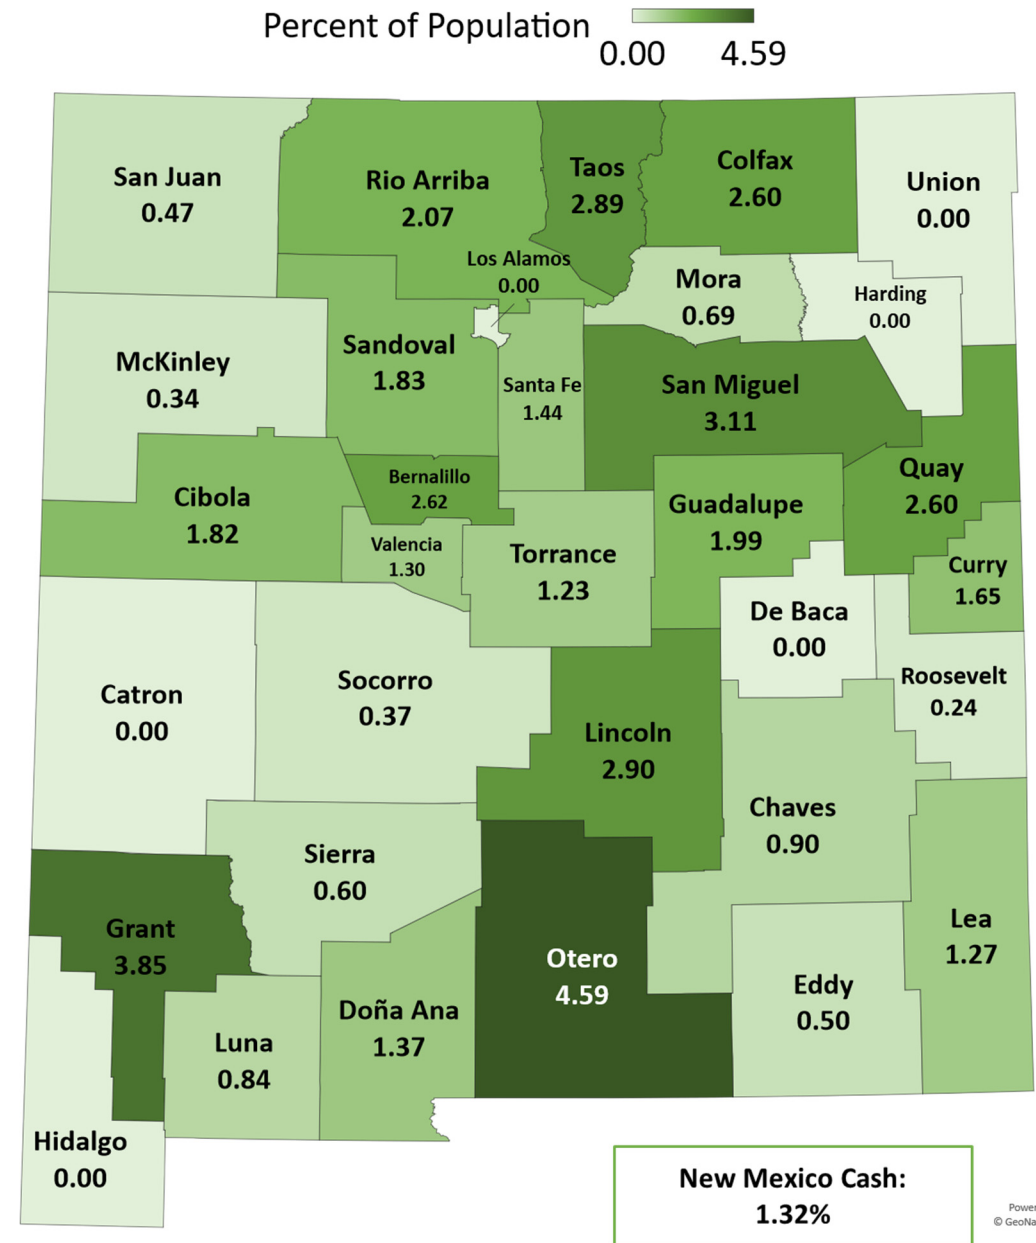 Percent of Population
0.00 4.59
San Juan
0.47
Rio Arriba
2.07
Taos
2.89
Colfax
2.60
Union
0.00
Los Alamos
0.00
Mora
0.69
Harding
0.00
McKinley
0.34
Sandoval
1.83
Santa Fe
1.44
San Miguel
3.11
Quay
2.60
Cibola
1.82
Bernalillo
2.62
Guadalupe
1.99
Valencia
1.30
Torrance
1.23
Curry
1.65
De Baca
0.00
Catron
0.00
Socorro
0.37
Roosevelt
0.24
Lincoln
2.90
Chaves
0.90
Sierra
0.60
Grant
3.85
Otero
4.59
Lea
1.27
Eddy
0.50
Doña Ana
1.37
Luna
0.84
Hidalgo
0.00
New Mexico Cash:
1.32%
Power
© GeoNa